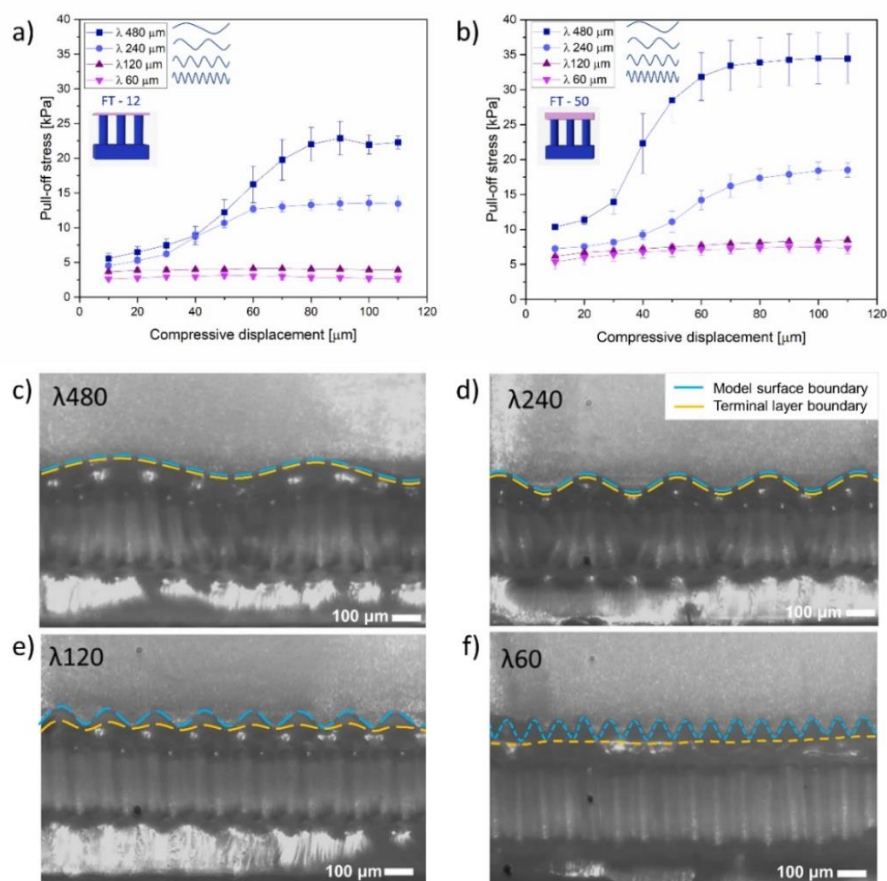 a)
40
35
30
25
20
15
10
5
0
Pull-off stress [kPa]
λ 480 μm
λ 240 μm
λ120 μm
λ 60 μm
FT - 12
0 20 40 60 80 100 120
Compressive displacement [μm]
b)
40
35
30
25
20
15
10
5
0
Pull-off stress [kPa]
λ 480 μm
λ 240 μm
λ120 μm
λ 60 μm
FT - 50
0 20 40 60 80 100 120
Compressive displacement [μm]
c)
λ480
100 μm
d)
λ240
Model surface boundary
Terminal layer boundary
100 μm
e)
λ120
100 μm
f)
λ60
100 μm